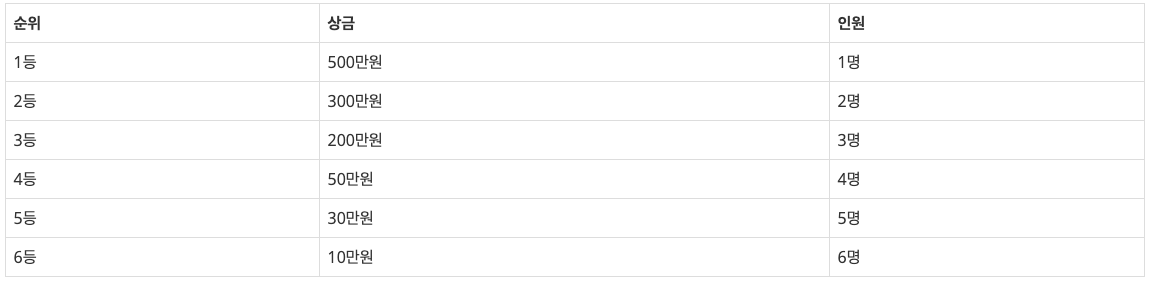 순위 상금 인원
1등 500만원 1명
2등 300만원 2명
3등 200만원 3명
4등 50만원 4명
5등 30만원 5명
6등 10만원 6명